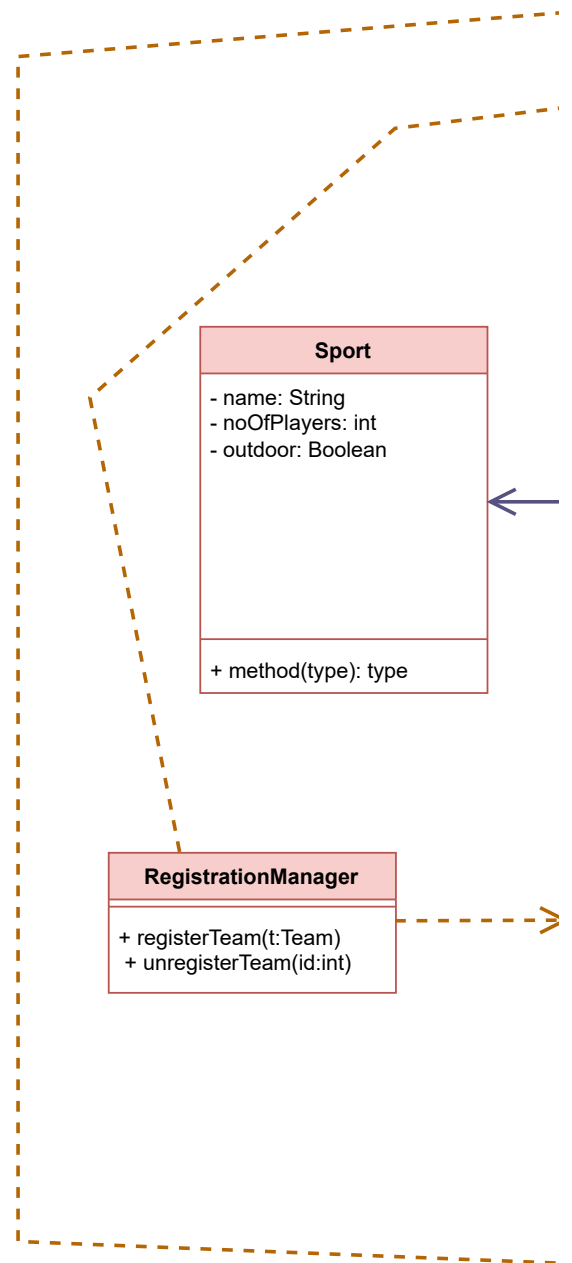 Sport
- name: String
- noOfPlayers: int
- outdoor: Boolean
+ method(type): type
RegistrationManager
+ registerTeam(t:Team)
+ unregisterTeam(id:int)